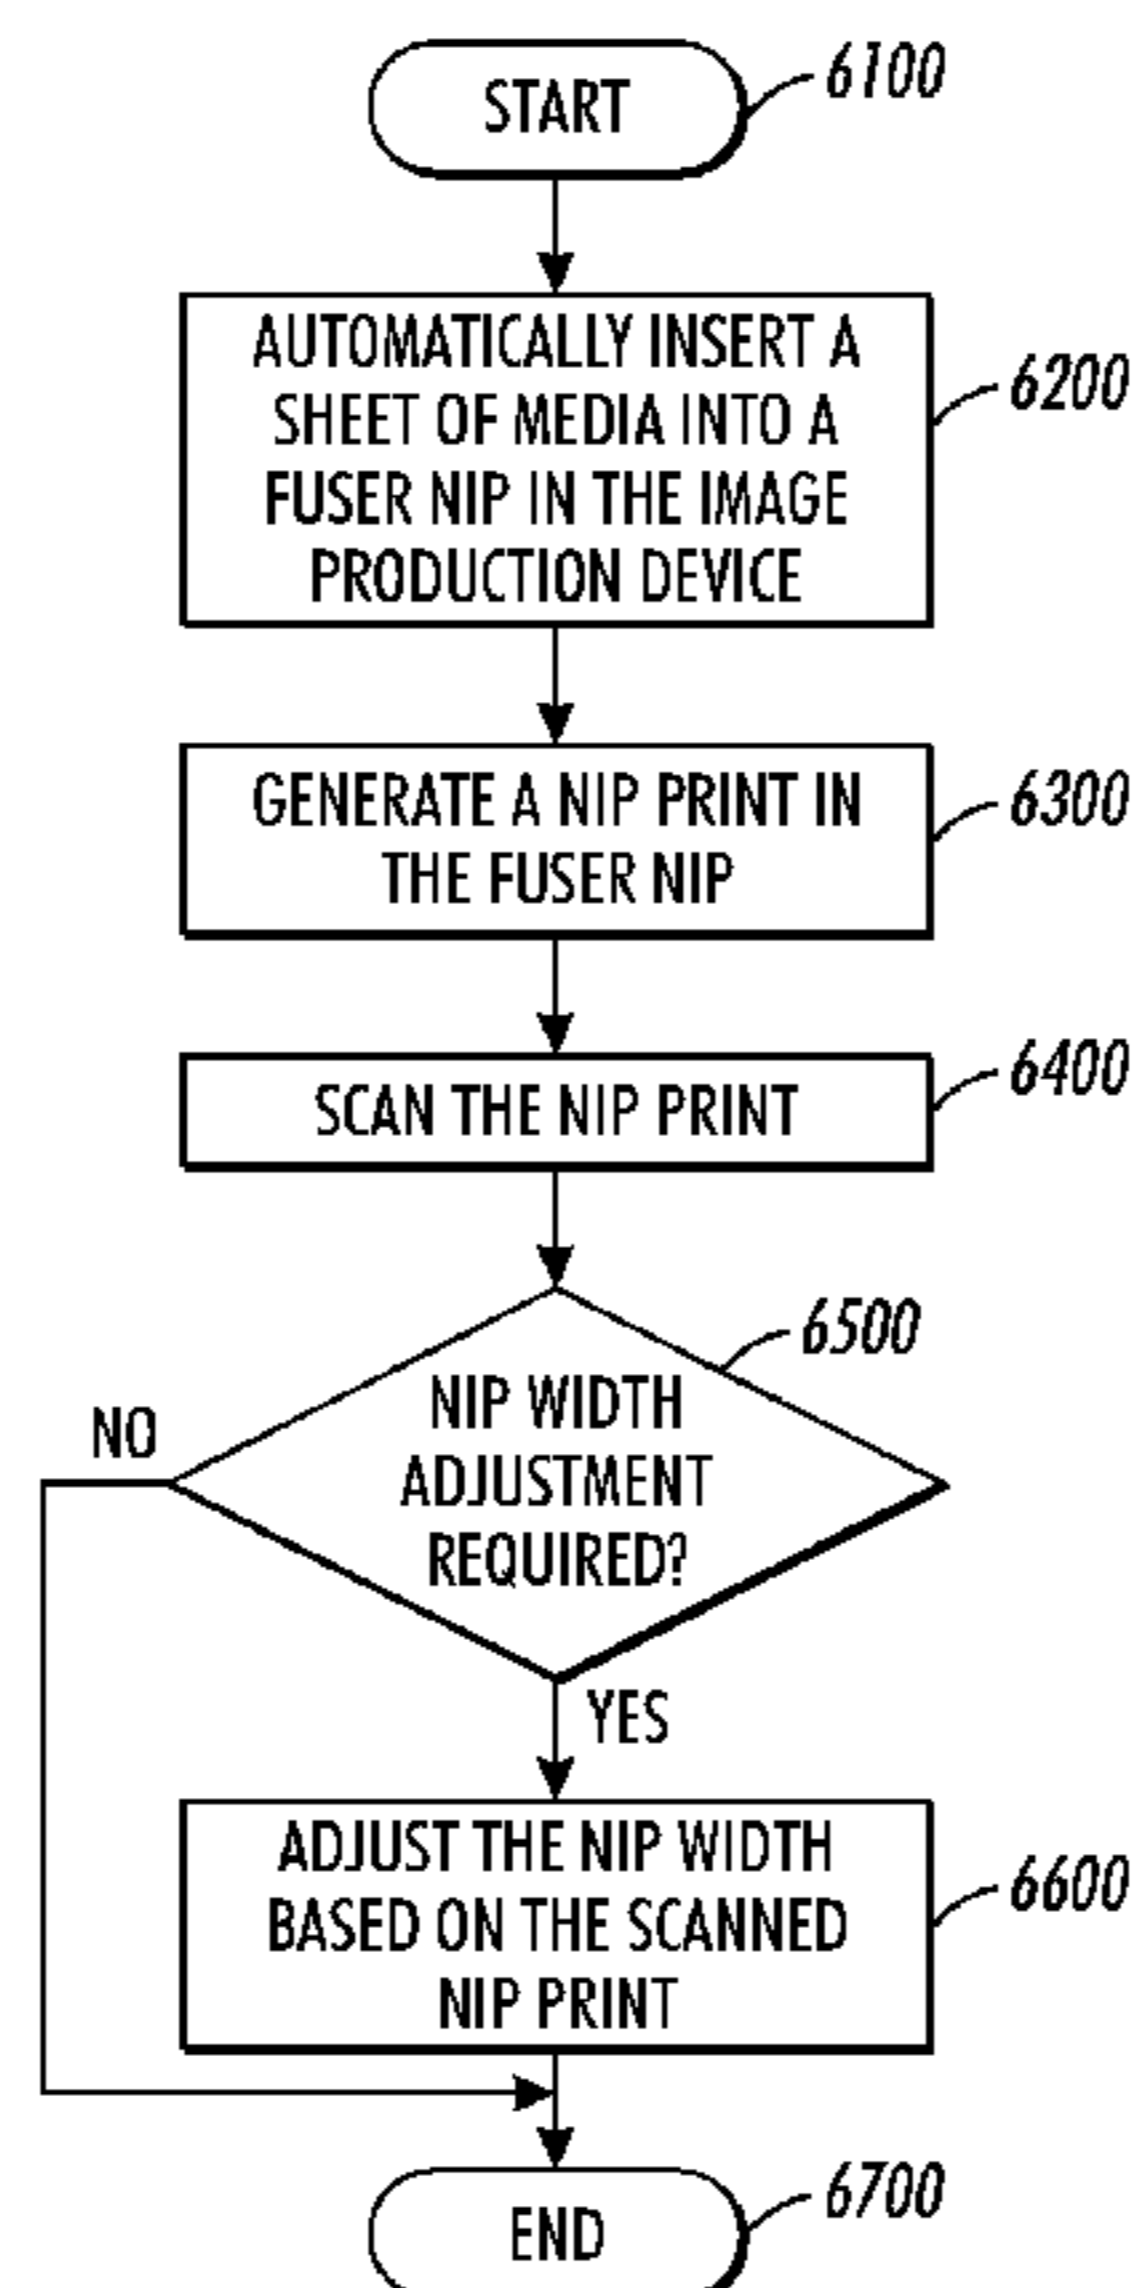 START
6100
AUTOMATICALLY INSERT A
SHEET OF MEDIA INTO A
FUSER NIP IN THE IMAGE
PRODUCTION DEVICE
6200
GENERATE A NIP PRINT IN
THE FUSER NIP
6300
SCAN THE NIP PRINT
6400
6500
NIP WIDTH
ADJUSTMENT
REQUIRED?
NO
YES
ADJUST THE NIP WIDTH
BASED ON THE SCANNED
NIP PRINT
6600
END
6700